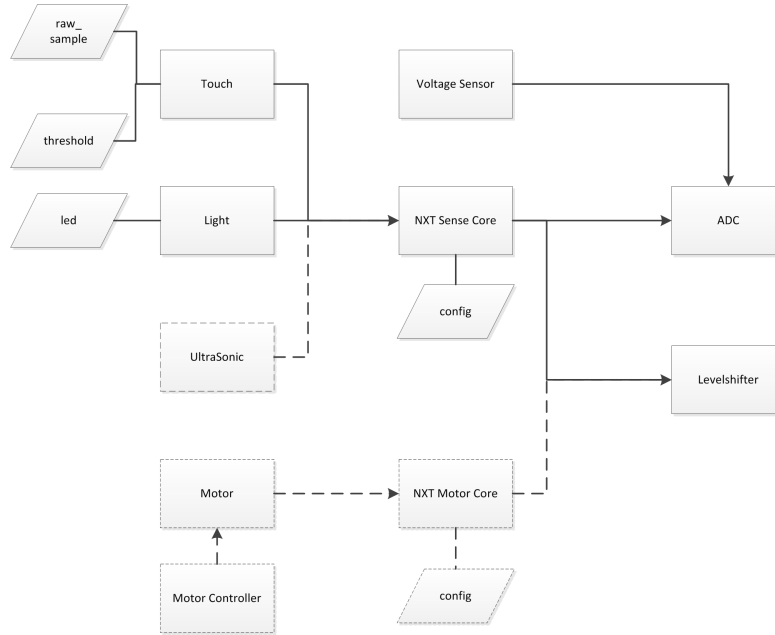 raw_
sample
Touch
Voltage Sensor
threshold
led
Light
NXT Sense Core
ADC
config
UltraSonic
Levelshifter
Motor
NXT Motor Core
Motor Controller
config